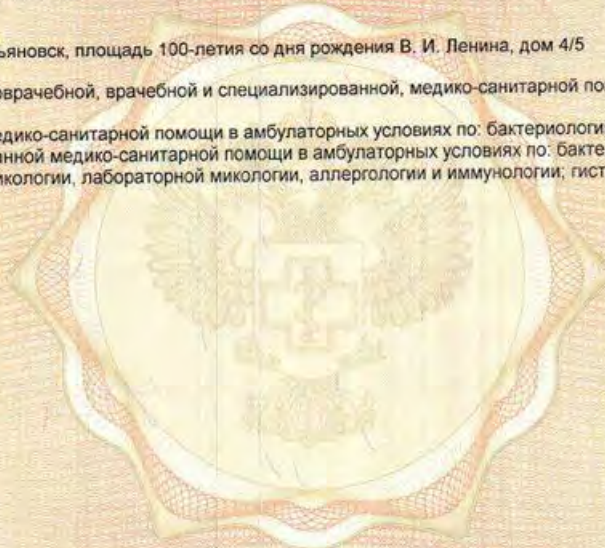 ьяновск, площадь 100-летия со дня рождения В. И. Ленина, дом 4/5
оврачебной, врачебной и специализированной, медико-санитарной по
едико-санитарной помощи в амбулаторных условиях по: бактериологи
анной медико-санитарной помощи в амбулаторных условиях по: бакте
икологии, лабораторной микологии, аллергологии и иммунологии; гист